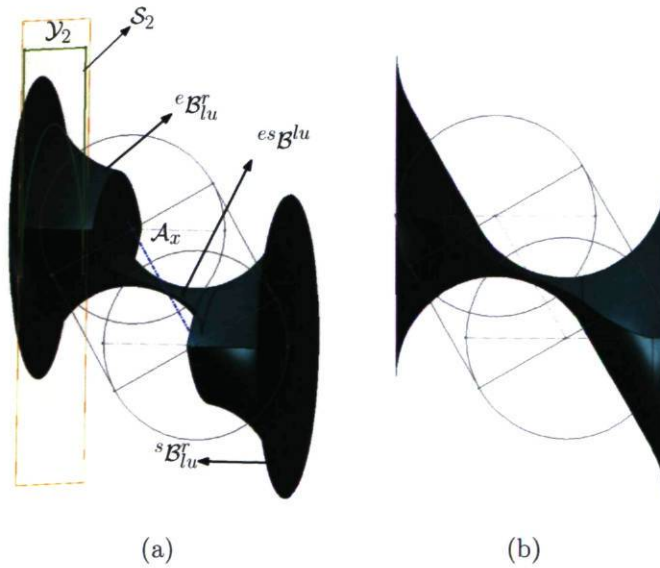 𝒴₂
𝒮₂
ᵉℬʳₗᵤ
ᵉˢℬˡᵘ
𝒜ₓ
ˢℬʳₗᵤ
(a) (b)